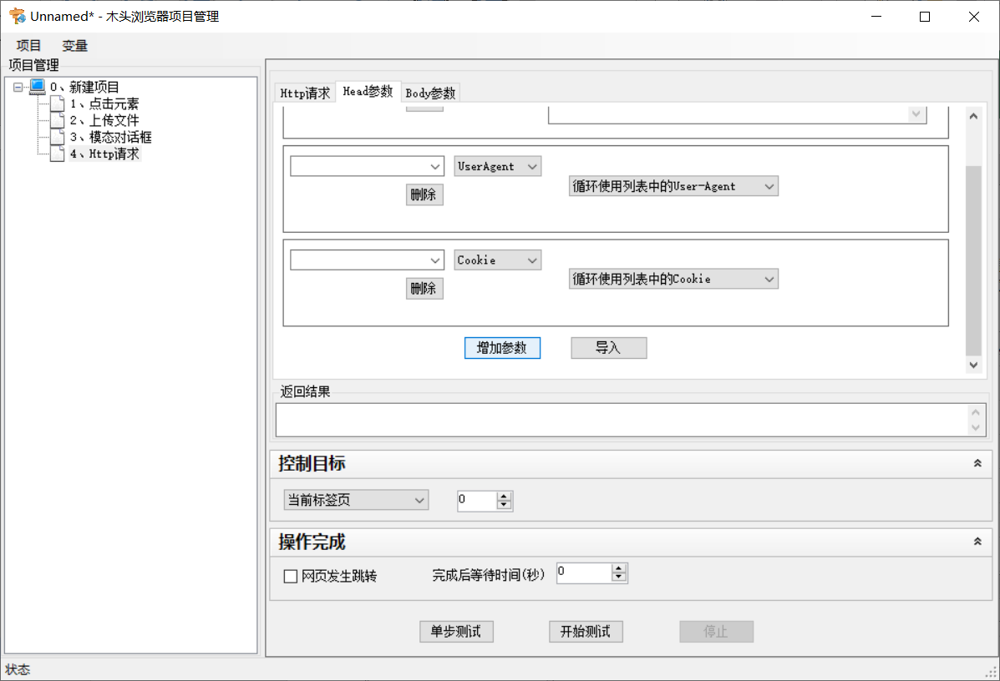 Unnamed* - 木头浏览器项目管理
项目 变量
项目管理
0、新建项目
1、点击元素
2、上传文件
3、模态对话框
4、Http请求
Http请求 Head参数 Body参数
UserAgent
循环使用列表中的User-Agent
删除
Cookie
循环使用列表中的Cookie
删除
增加参数 导入
返回结果
控制目标
当前标签页 0
操作完成
网页发生跳转 完成后等待时间(秒) 0
单步测试 开始测试 停止
状态